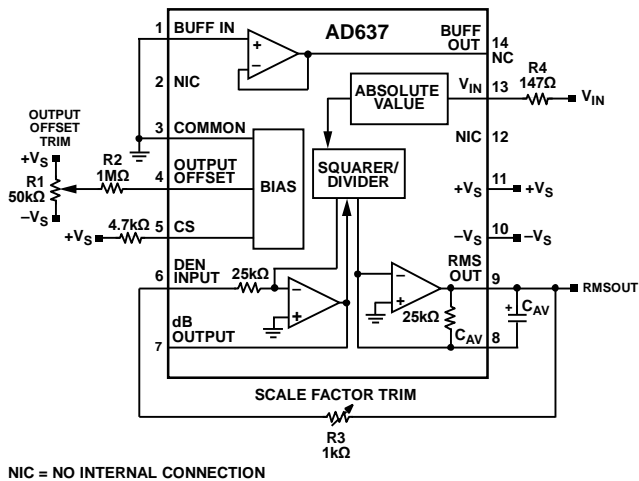 AD637
1 BUFF IN
BUFF OUT 14
NC
2 NIC
ABSOLUTE VALUE
VIN 13
R4
147Ω
VIN
NIC 12
3 COMMON
OUTPUT OFFSET TRIM
+VS
R1
50kΩ
–VS
R2
1MΩ
4 OUTPUT OFFSET
BIAS
SQUARER/
DIVIDER
+VS 11 +VS
–VS 10 –VS
+VS 4.7kΩ 5 CS
6 DEN INPUT
25kΩ
RMS OUT 9
RMSOUT
25kΩ
CAV
+ CAV
8
dB
OUTPUT
7
SCALE FACTOR TRIM
R3
1kΩ
NIC = NO INTERNAL CONNECTION